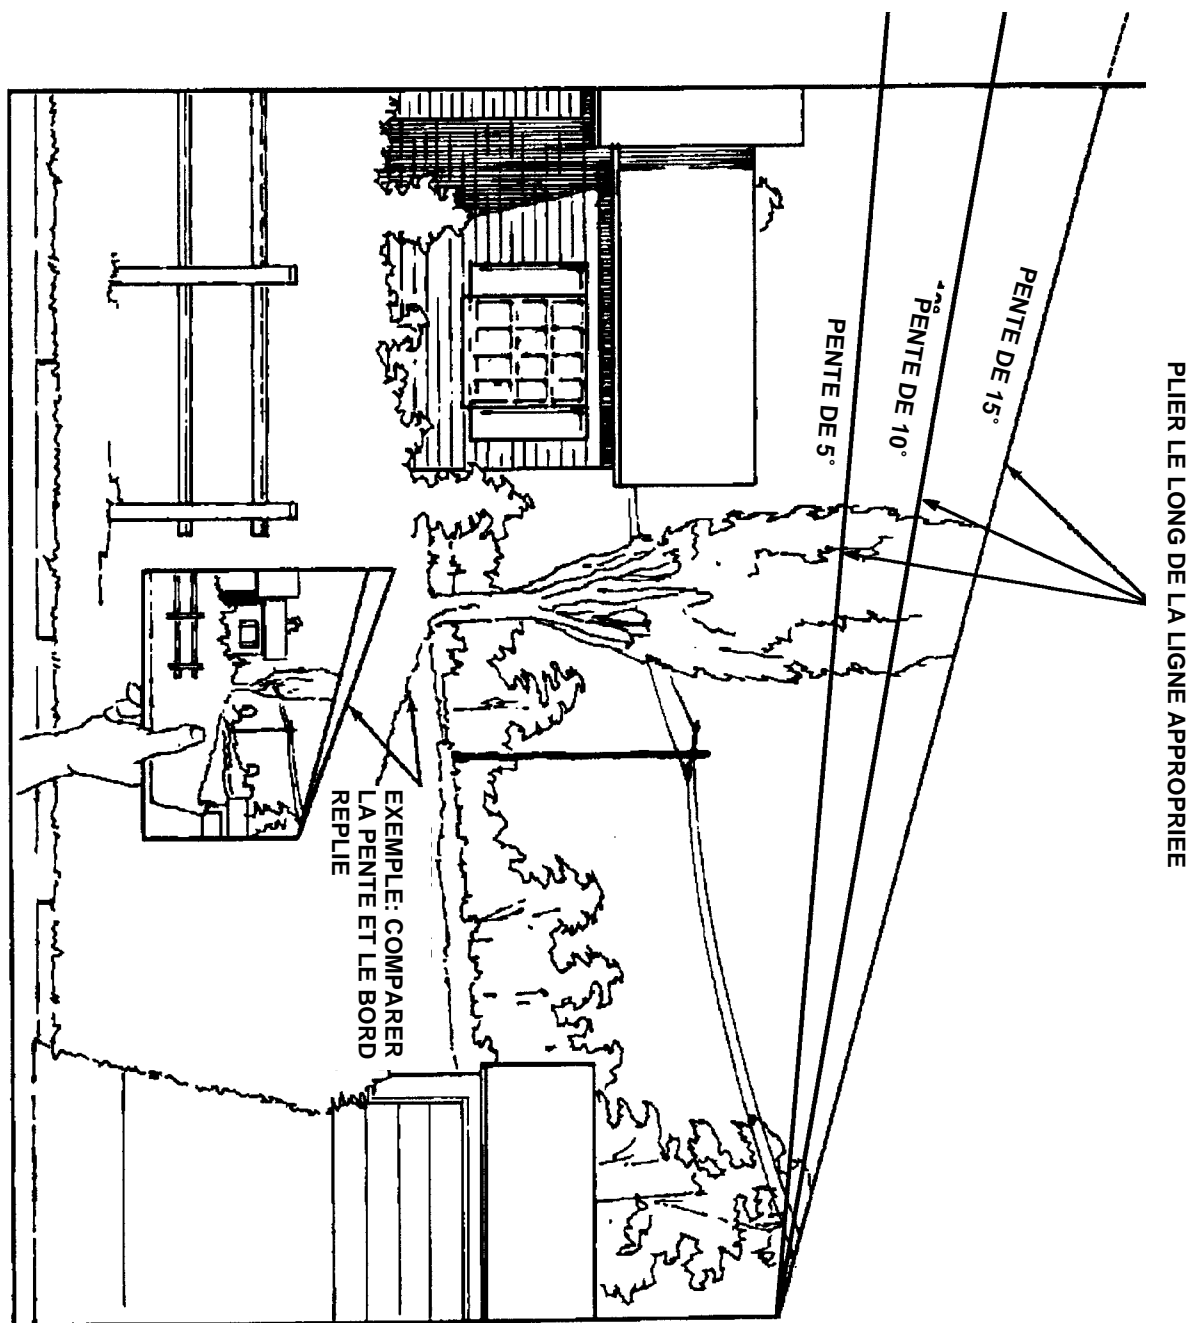 PLIER LE LONG DE LA LIGNE APPROPRIEE
PENTE DE 15°
10°
PENTE DE 10°
PENTE DE 5°
EXEMPLE: COMPARER
LA PENTE ET LE BORD
REPLIE